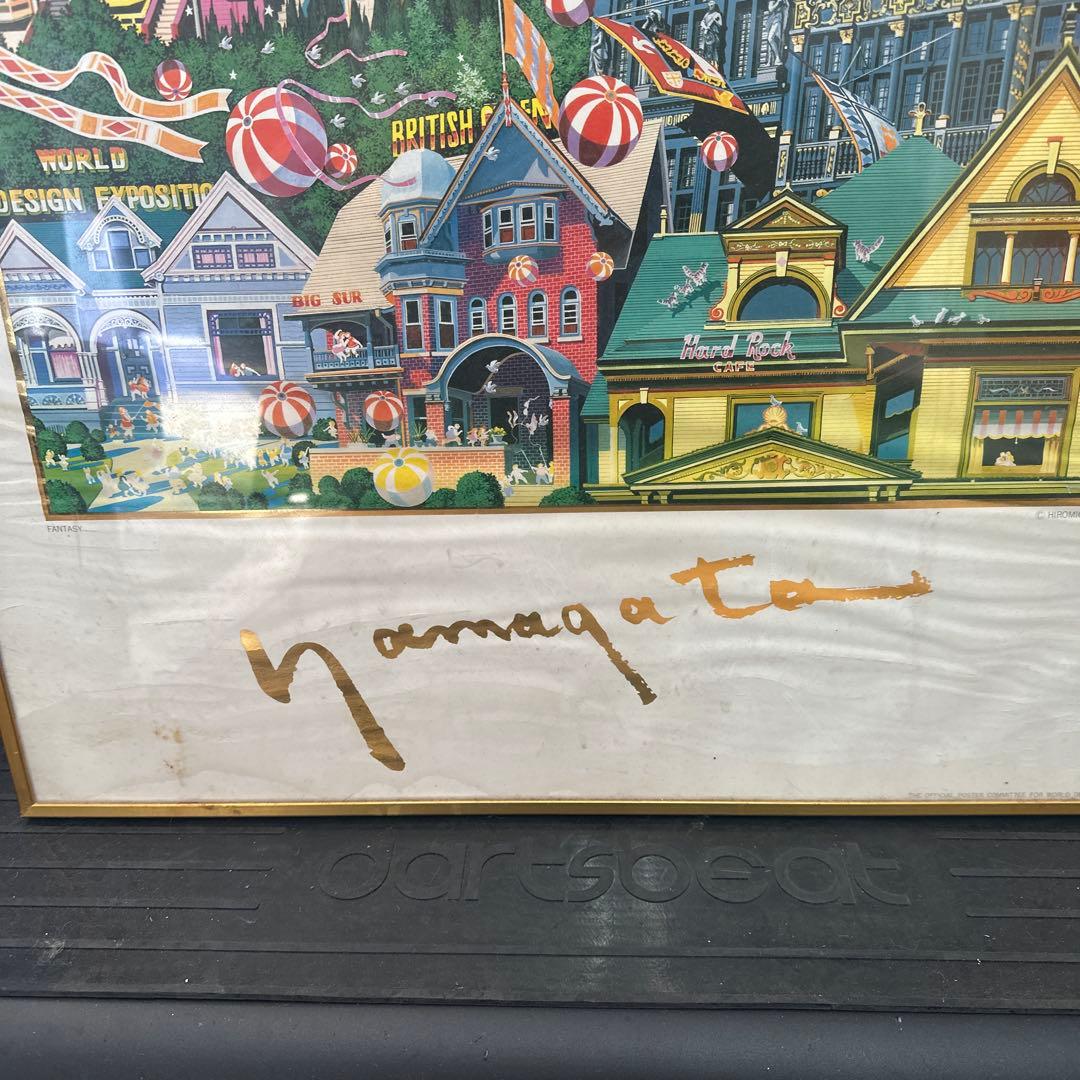 WORLD
DESIGN EXPOSITIO
BRITISH
BIG SUR
Hard Rock
CAFE
FANTASY
© HIROMI
yamagata
THE OFFICIAL POSTER COMMITTEE FOR WORLD
dartsbeat